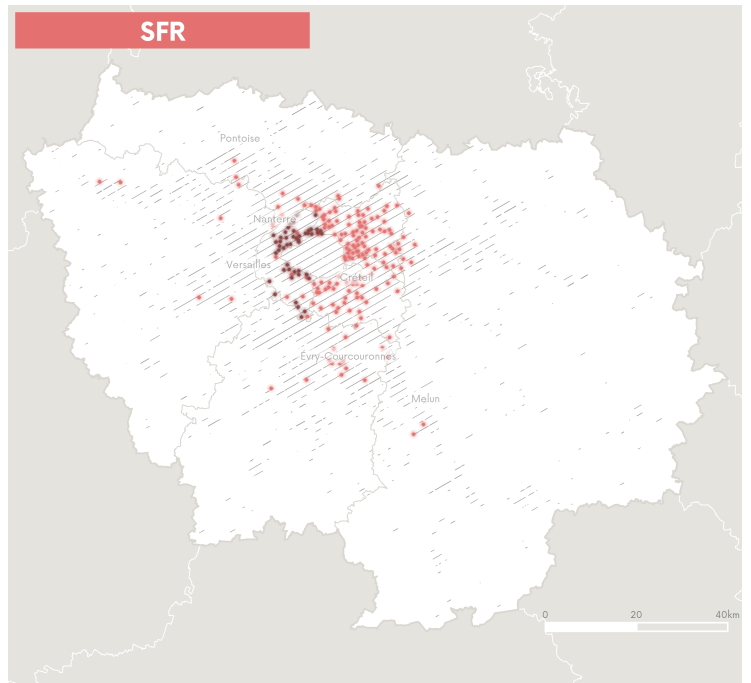 SFR
Pontoise
Nanterre
Versailles
Créteil
Évry-Courcouronnes
Melun
0 20 40km